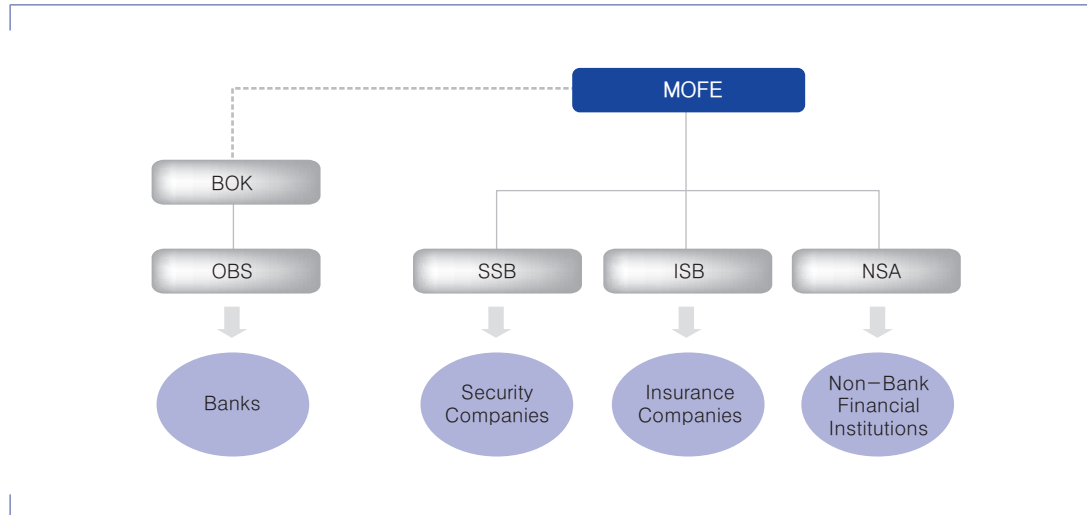 MOFE
BOK
OBS
SSB
ISB
NSA
Banks
Security
Companies
Insurance
Companies
Non-Bank
Financial
Institutions